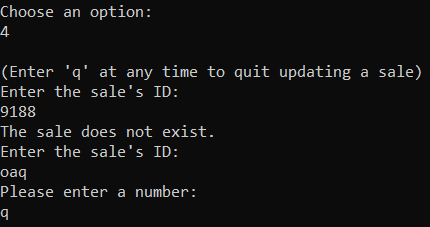 Choose an option:
4
(Enter 'q' at any time to quit updating a sale)
Enter the sale's ID:
9188
The sale does not exist.
Enter the sale's ID:
oaq
Please enter a number:
q